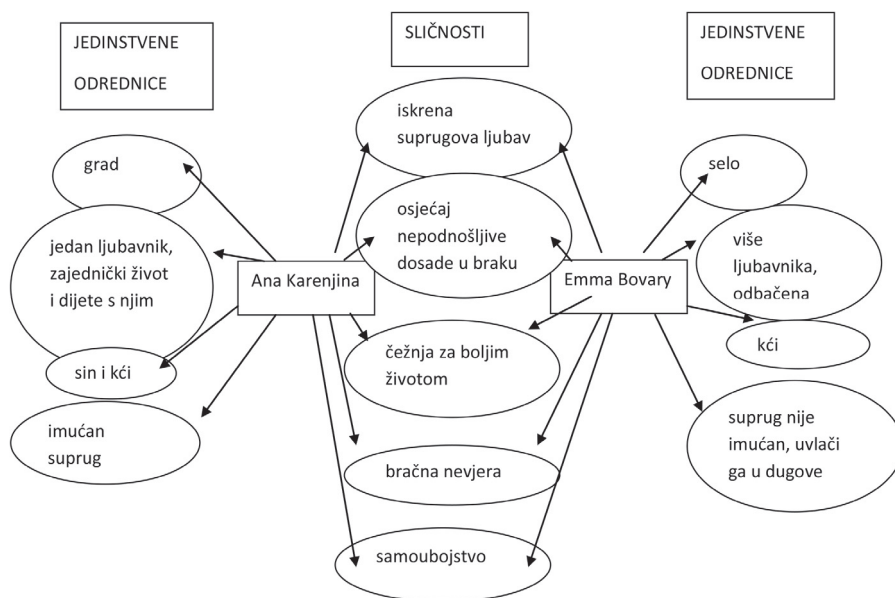 JEDINSTVENE
ODREDNICE
SLIČNOSTI
JEDINSTVENE
ODREDNICE
iskrena
suprugova ljubav
grad
selo
osjećaj
nepodnošljive
dosade u braku
jedan ljubavnik,
zajednički život
i dijete s njim
više
ljubavnika,
odbačena
Ana Karenjina
Emma Bovary
sin i kći
čežnja za boljim
životom
kći
imućan
suprug
suprug nije
imućan, uvlači
ga u dugove
bračna nevjera
samoubojstvo